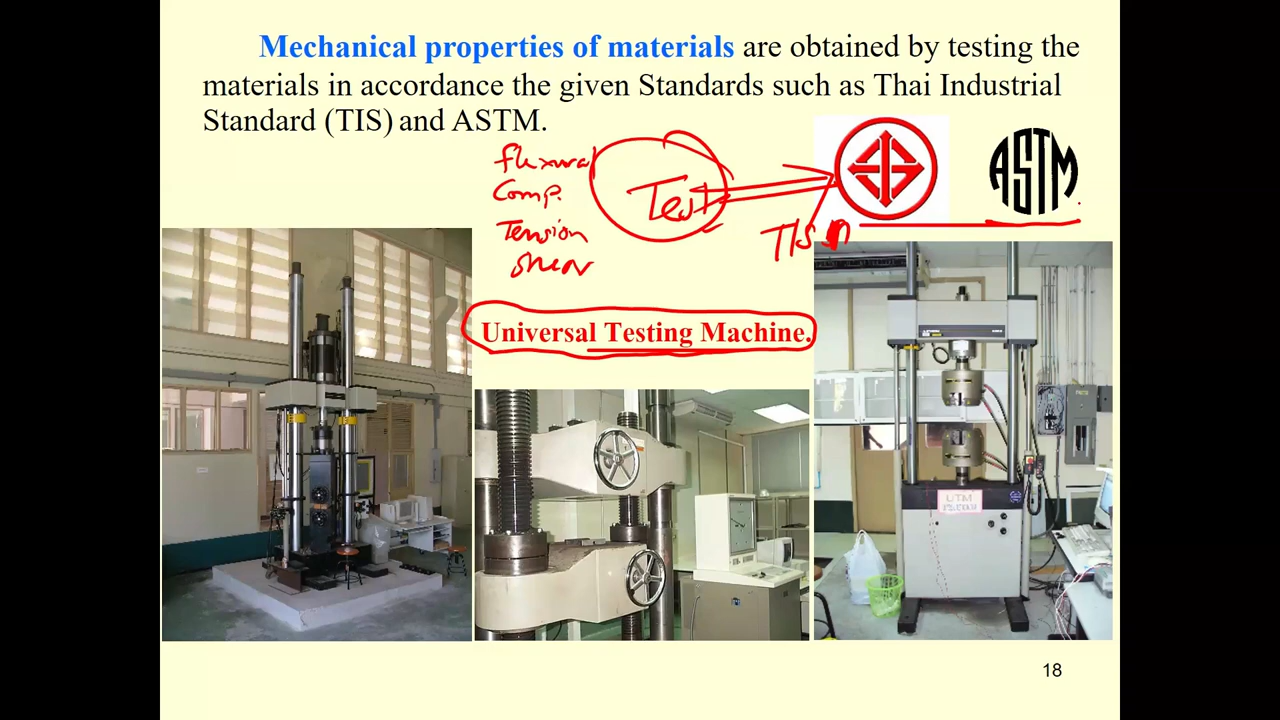 Mechanical properties of materials are obtained by testing the
materials in accordance the given Standards such as Thai Industrial
Standard (TIS) and ASTM.
flexural
Comp.
Tension
Shear
Test
TIS
ASTM
Universal Testing Machine.
UTM
18